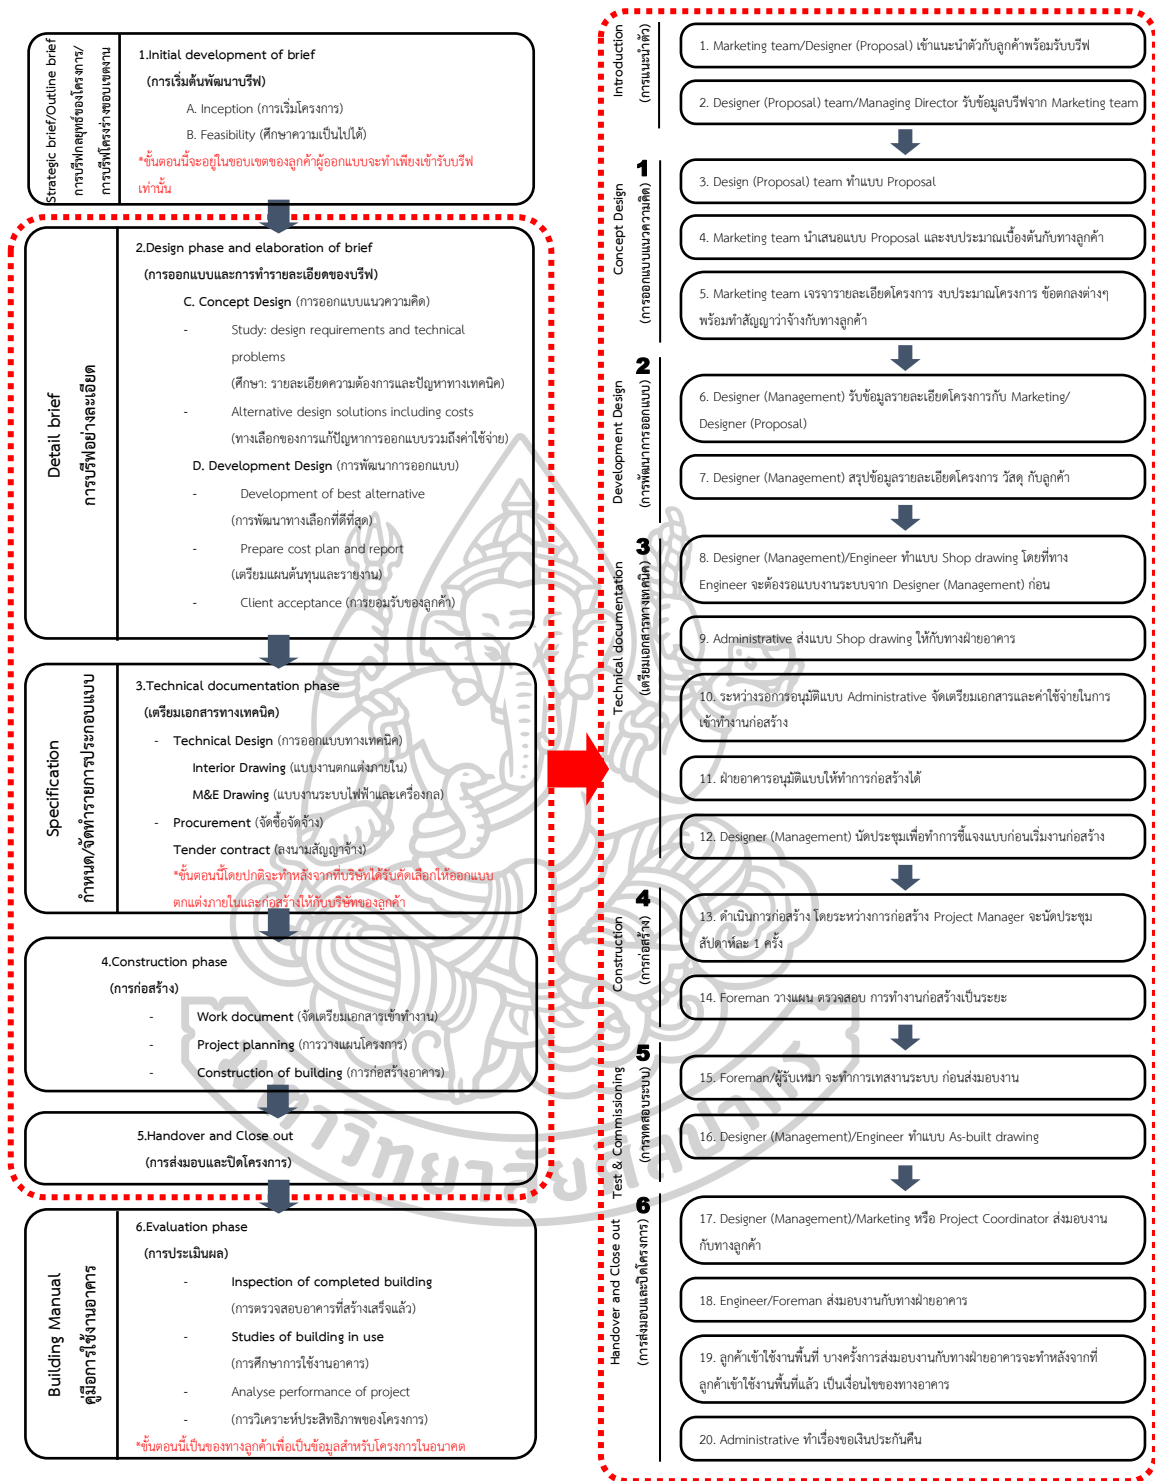 Strategic brief/Outline brief
การบรีฟกลยุทธ์ของโครงการ/
การบรีฟโครงร่างขอบเขตงาน
1.Initial development of brief
(การเริ่มต้นพัฒนาบรีฟ)
A. Inception (การเริ่มโครงการ)
B. Feasibility (ศึกษาความเป็นไปได้)
*ขั้นตอนนี้จะอยู่ในขอบเขตของลูกค้าผู้ออกแบบจะทำเพียงเข้ารับบรีฟ
เท่านั้น
Detail brief
การบรีฟอย่างละเอียด
2.Design phase and elaboration of brief
(การออกแบบและการทำรายละเอียดของบรีฟ)
C. Concept Design (การออกแบบแนวความคิด)
- Study: design requirements and technical
problems
(ศึกษา: รายละเอียดความต้องการและปัญหาทางเทคนิค)
- Alternative design solutions including costs
(ทางเลือกของการแก้ปัญหาการออกแบบรวมถึงค่าใช้จ่าย)
D. Development Design (การพัฒนาการออกแบบ)
- Development of best alternative
(การพัฒนาทางเลือกที่ดีที่สุด)
- Prepare cost plan and report
(เตรียมแผนต้นทุนและรายงาน)
- Client acceptance (การยอมรับของลูกค้า)
Specification
กำหนด/จัดทำรายการประกอบแบบ
3.Technical documentation phase
(เตรียมเอกสารทางเทคนิค)
- Technical Design (การออกแบบทางเทคนิค)
Interior Drawing (แบบงานตกแต่งภายใน)
M&E Drawing (แบบงานระบบไฟฟ้าและเครื่องกล)
- Procurement (จัดซื้อจัดจ้าง)
Tender contract (ลงนามสัญญาจ้าง)
*ขั้นตอนนี้โดยปกติจะทำหลังจากที่บริษัทได้รับคัดเลือกให้ออกแบบ
ตกแต่งภายในและก่อสร้างให้กับบริษัทของลูกค้า
4.Construction phase
(การก่อสร้าง)
- Work document (จัดเตรียมเอกสารเข้าทำงาน)
- Project planning (การวางแผนโครงการ)
- Construction of building (การก่อสร้างอาคาร)
5.Handover and Close out
(การส่งมอบและปิดโครงการ)
Building Manual
คู่มือการใช้งานอาคาร
6.Evaluation phase
(การประเมินผล)
- Inspection of completed building
(การตรวจสอบอาคารที่สร้างเสร็จแล้ว)
- Studies of building in use
(การศึกษาการใช้งานอาคาร)
- Analyse performance of project
- (การวิเคราะห์ประสิทธิภาพของโครงการ)
*ขั้นตอนนี้เป็นของทางลูกค้าเพื่อเป็นข้อมูลสำหรับโครงการในอนาคต
Introduction
(การแนะนำตัว)
1. Marketing team/Designer (Proposal) เข้าแนะนำตัวกับลูกค้าพร้อมรับบรีฟ
2. Designer (Proposal) team/Managing Director รับข้อมูลบรีฟจาก Marketing team
1
Concept Design
(การออกแบบแนวความคิด)
3. Design (Proposal) team ทำแบบ Proposal
4. Marketing team นำเสนอแบบ Proposal และงบประมาณเบื้องต้นกับทางลูกค้า
5. Marketing team เจรจารายละเอียดโครงการ งบประมาณโครงการ ข้อตกลงต่างๆ
พร้อมทำสัญญาว่าจ้างกับทางลูกค้า
2
Development Design
(การพัฒนาการออกแบบ)
6. Designer (Management) รับข้อมูลรายละเอียดโครงการกับ Marketing/
Designer (Proposal)
7. Designer (Management) สรุปข้อมูลรายละเอียดโครงการ วัสดุ กับลูกค้า
3
Technical documentation
(เตรียมเอกสารทางเทคนิค)
8. Designer (Management)/Engineer ทำแบบ Shop drawing โดยที่ทาง
Engineer จะต้องรอแบบงานระบบจาก Designer (Management) ก่อน
9. Administrative ส่งแบบ Shop drawing ให้กับทางฝ่ายอาคาร
10. ระหว่างรอการอนุมัติแบบ Administrative จัดเตรียมเอกสารและค่าใช้จ่ายในการ
เข้าทำงานก่อสร้าง
11. ฝ่ายอาคารอนุมัติแบบให้ทำการก่อสร้างได้
12. Designer (Management) นัดประชุมเพื่อทำการชี้แจงแบบก่อนเริ่มงานก่อสร้าง
4
Construction
(การก่อสร้าง)
13. ดำเนินการก่อสร้าง โดยระหว่างการก่อสร้าง Project Manager จะนัดประชุม
สัปดาห์ละ 1 ครั้ง
14. Foreman วางแผน ตรวจสอบ การทำงานก่อสร้างเป็นระยะ
5
Test & Commissioning
(การทดสอบระบบ)
15. Foreman/ผู้รับเหมา จะทำการเทสงานระบบ ก่อนส่งมอบงาน
16. Designer (Management)/Engineer ทำแบบ As-built drawing
6
Handover and Close out
(การส่งมอบและปิดโครงการ)
17. Designer (Management)/Marketing หรือ Project Coordinator ส่งมอบงาน
กับทางลูกค้า
18. Engineer/Foreman ส่งมอบงานกับทางฝ่ายอาคาร
19. ลูกค้าเข้าใช้งานพื้นที่ บางครั้งการส่งมอบงานกับทางฝ่ายอาคารจะทำหลังจากที่
ลูกค้าเข้าใช้งานพื้นที่แล้ว เป็นเงื่อนไขของทางอาคาร
20. Administrative ทำเรื่องขอเงินประกันคืน
มหาวิทยาลัยศิลปากร